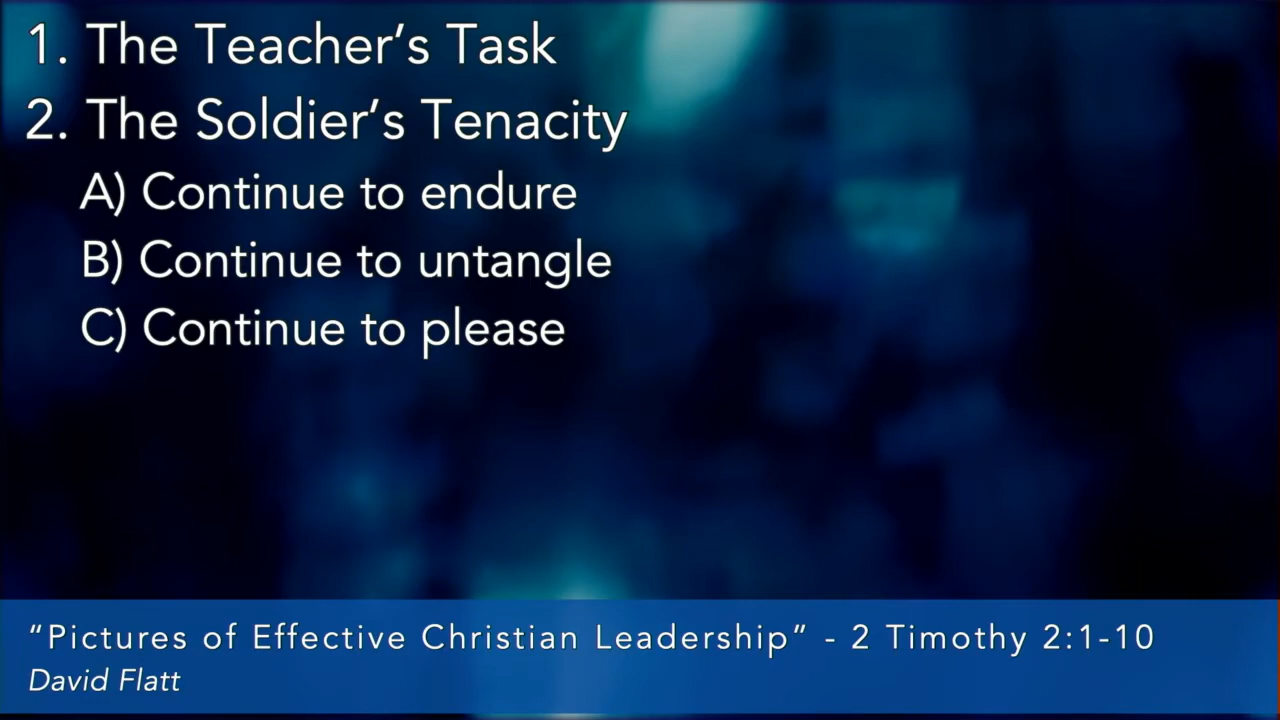 1. The Teacher’s Task
2. The Soldier’s Tenacity
A) Continue to endure
B) Continue to untangle
C) Continue to please
“Pictures of Effective Christian Leadership” - 2 Timothy 2:1-10
David Flatt